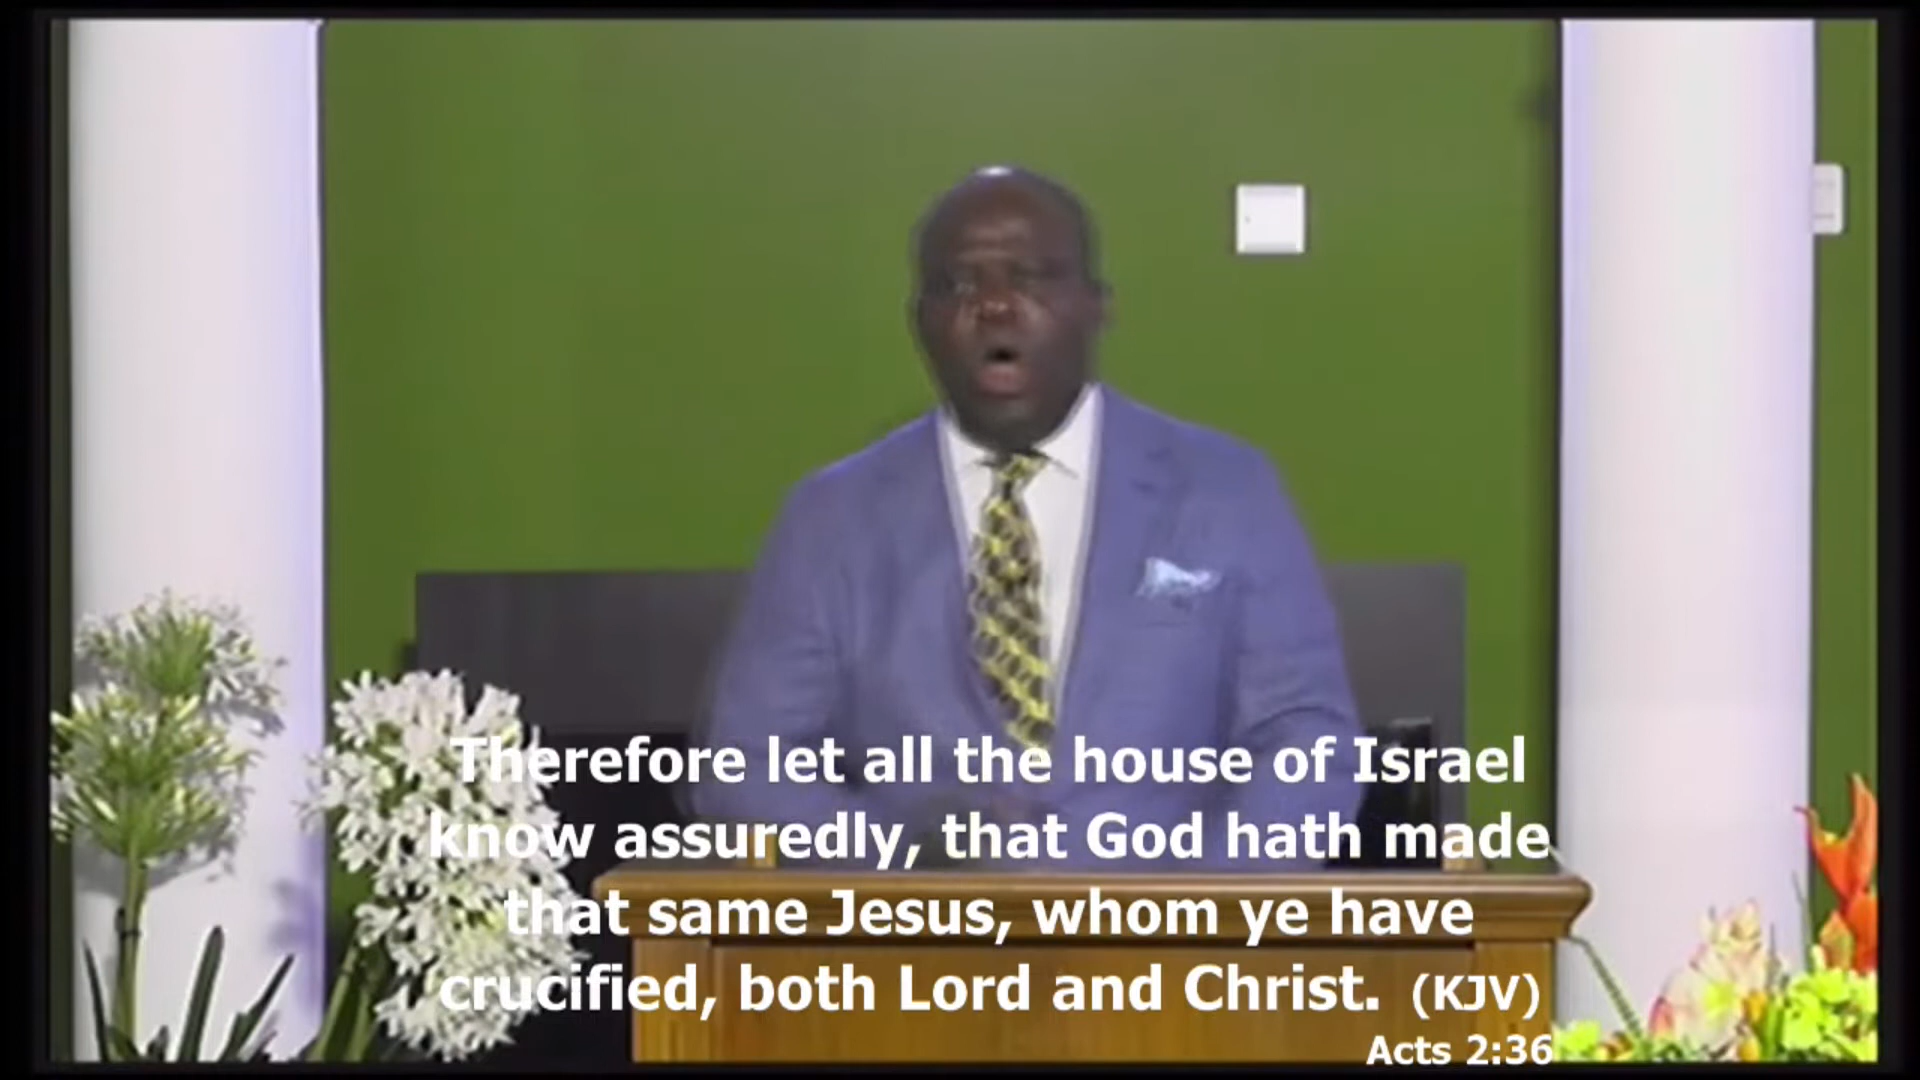 Therefore let all the house of Israel
know assuredly, that God hath made
that same Jesus, whom ye have
crucified, both Lord and Christ. (KJV)
Acts 2:36